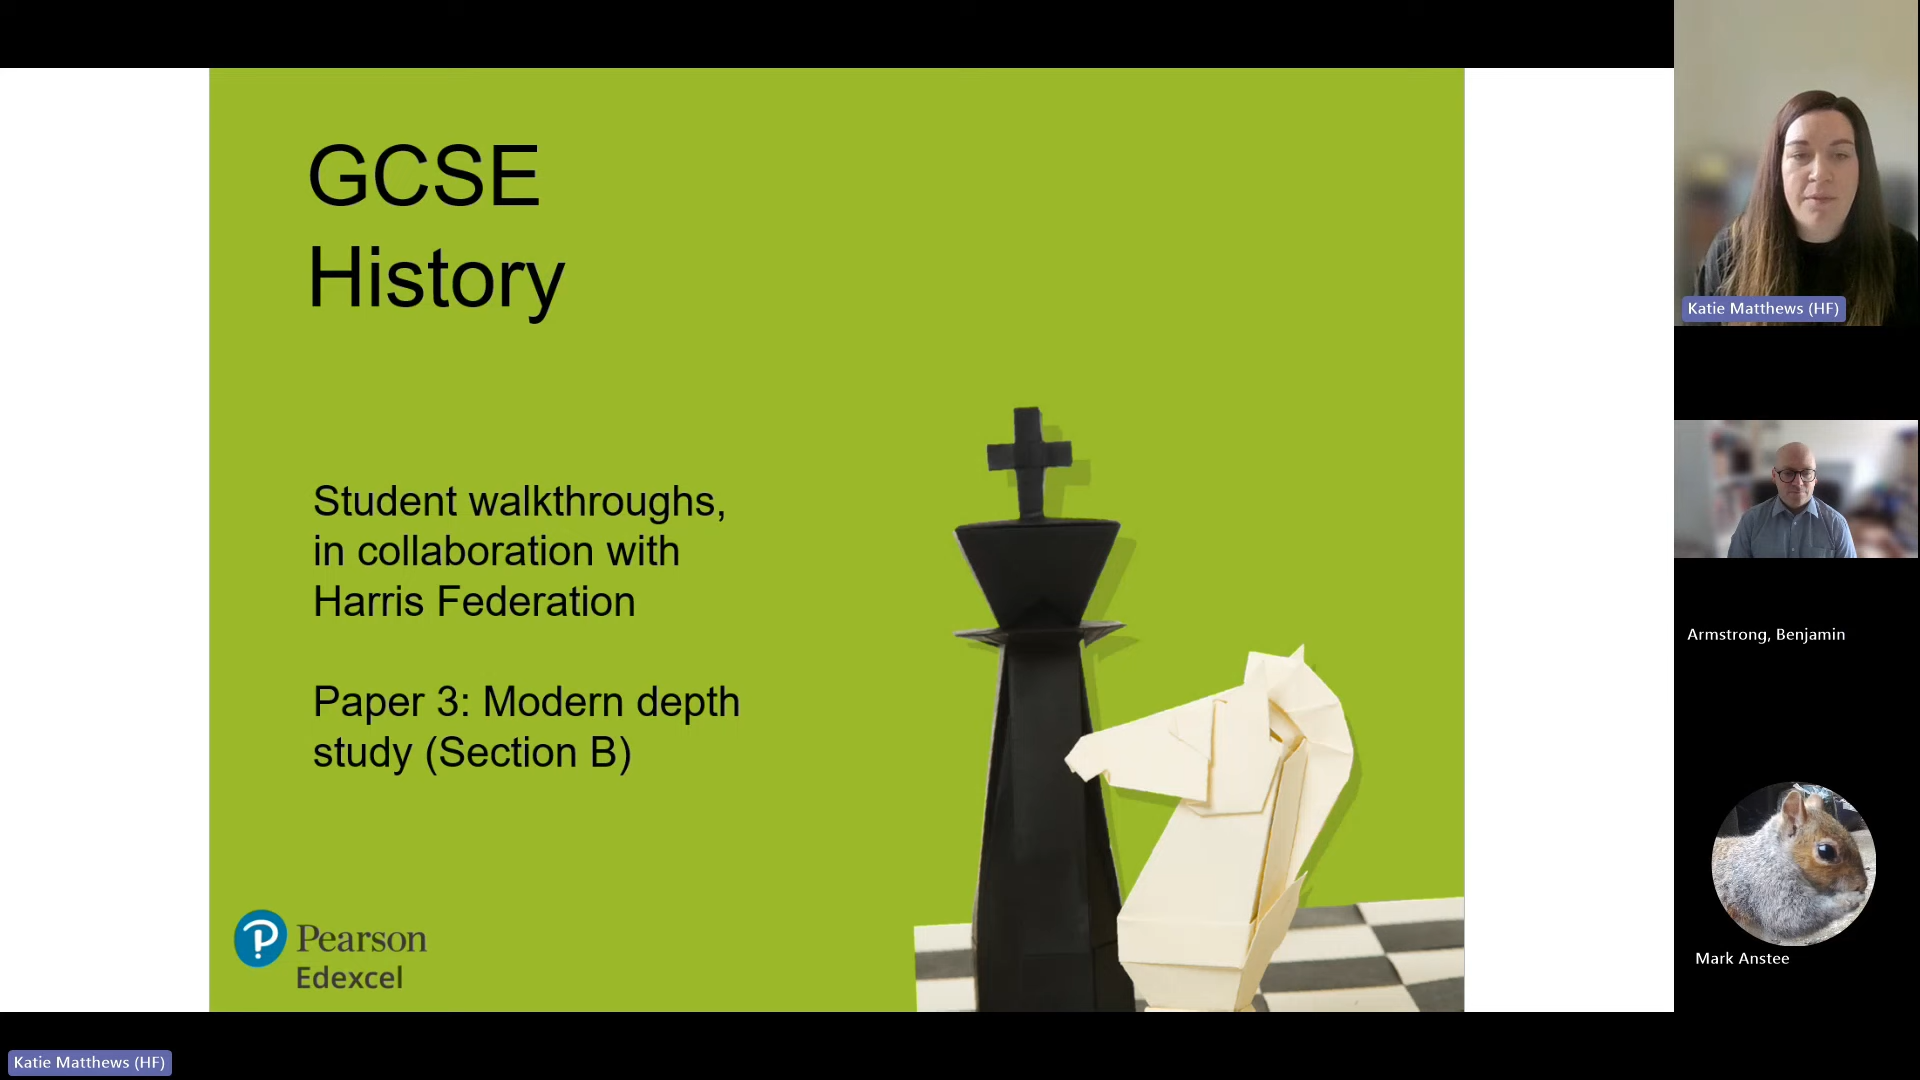 GCSE
History
Student walkthroughs,
in collaboration with
Harris Federation
Paper 3: Modern depth
study (Section B)
Pearson
Edexcel
Katie Matthews (HF)
Armstrong, Benjamin
Mark Anstee
Katie Matthews (HF)